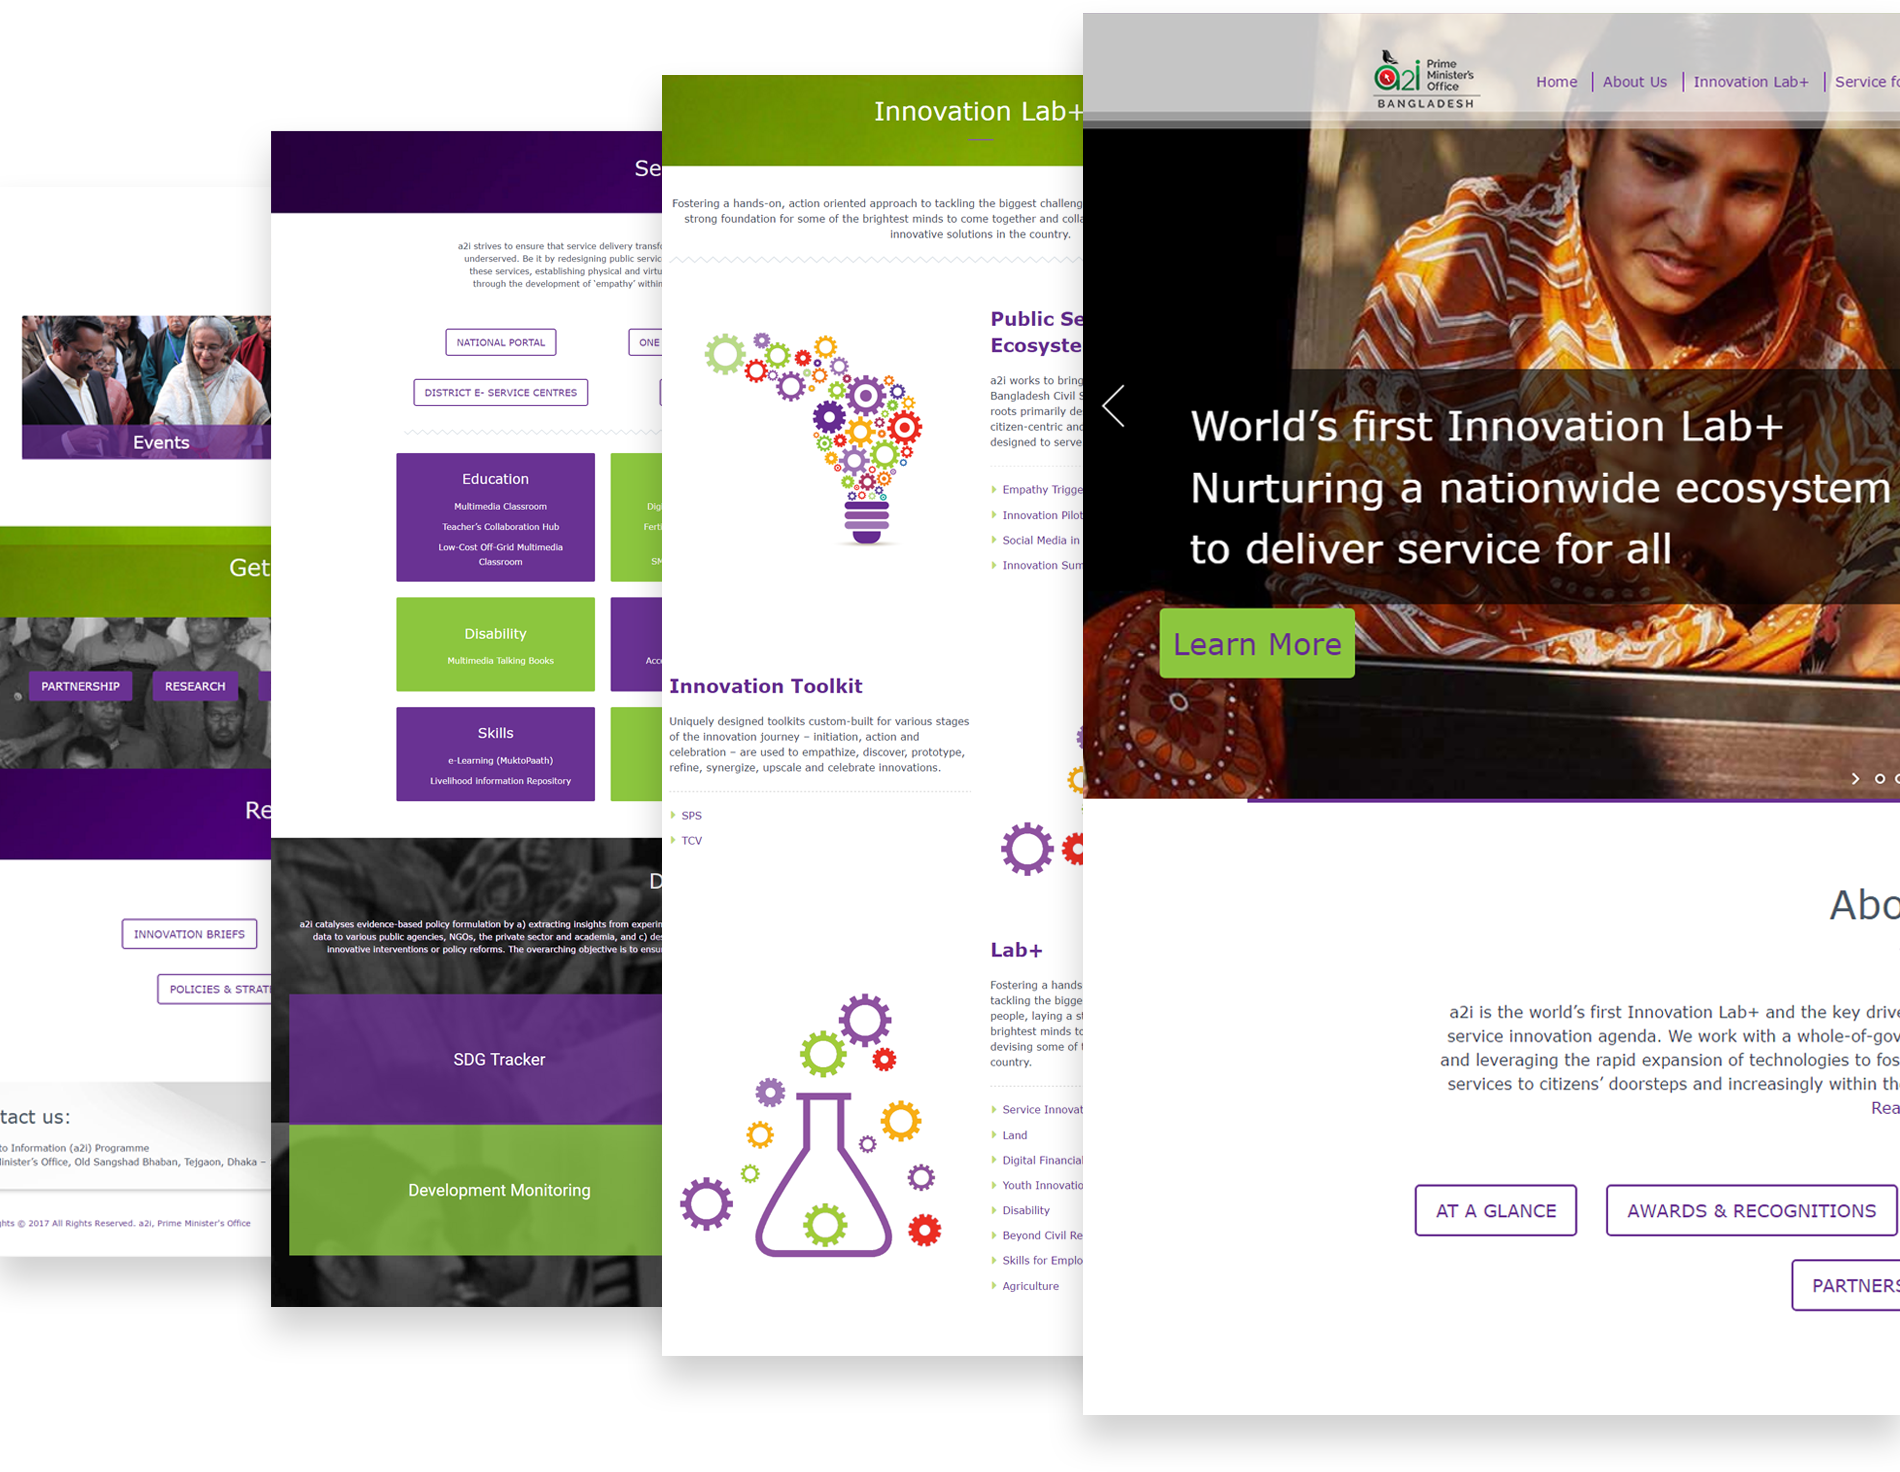 Events
Get
PARTNERSHIP
RESEARCH
Re
INNOVATION BRIEFS
POLICIES & STRAT
tact us:
to Information (a2i) Programme
Minister's Office, Old Sangshad Bhaban, Tejgaon, Dhaka –
ghts © 2017 All Rights Reserved. a2i, Prime Minister's Office
Se
a2i strives to ensure that service delivery transfo
underserved. Be it by redesigning public servic
these services, establishing physical and virtu
through the development of 'empathy' within
NATIONAL PORTAL
ONE
DISTRICT E- SERVICE CENTRES
Education
Multimedia Classroom
Teacher's Collaboration Hub
Low-Cost Off-Grid Multimedia
Classroom
Dig
Fert
SM
Disability
Multimedia Talking Books
Acc
Skills
e-Learning (MuktoPaath)
Livelihood information Repository
D
a2i catalyses evidence-based policy formulation by a) extracting insights from experim
data to various public agencies, NGOs, the private sector and academia, and c) des
innovative interventions or policy reforms. The overarching objective is to ensu
SDG Tracker
Development Monitoring
Innovation Lab+
Fostering a hands-on, action oriented approach to tackling the biggest challeng
strong foundation for some of the brightest minds to come together and colla
innovative solutions in the country.
Public Se
Ecosyste
a2i works to bring
Bangladesh Civil S
roots primarily de
citizen-centric and
designed to serve
Empathy Trigge
Innovation Pilot
Social Media in
Innovation Sum
Innovation Toolkit
Uniquely designed toolkits custom-built for various stages
of the innovation journey – initiation, action and
celebration – are used to empathize, discover, prototype,
refine, synergize, upscale and celebrate innovations.
SPS
TCV
Lab+
Fostering a hands
tackling the bigge
people, laying a st
brightest minds to
devising some of t
country.
Service Innovat
Land
Digital Financial
Youth Innovatio
Disability
Beyond Civil Re
Skills for Emplo
Agriculture
a2i Prime
Minister's
Office
BANGLADESH
Home
About Us
Innovation Lab+
Service fo
World's first Innovation Lab+
Nurturing a nationwide ecosystem
to deliver service for all
Learn More
Abo
a2i is the world's first Innovation Lab+ and the key drive
service innovation agenda. We work with a whole-of-gov
and leveraging the rapid expansion of technologies to fos
services to citizens' doorsteps and increasingly within the
Rea
AT A GLANCE
AWARDS & RECOGNITIONS
PARTNERS